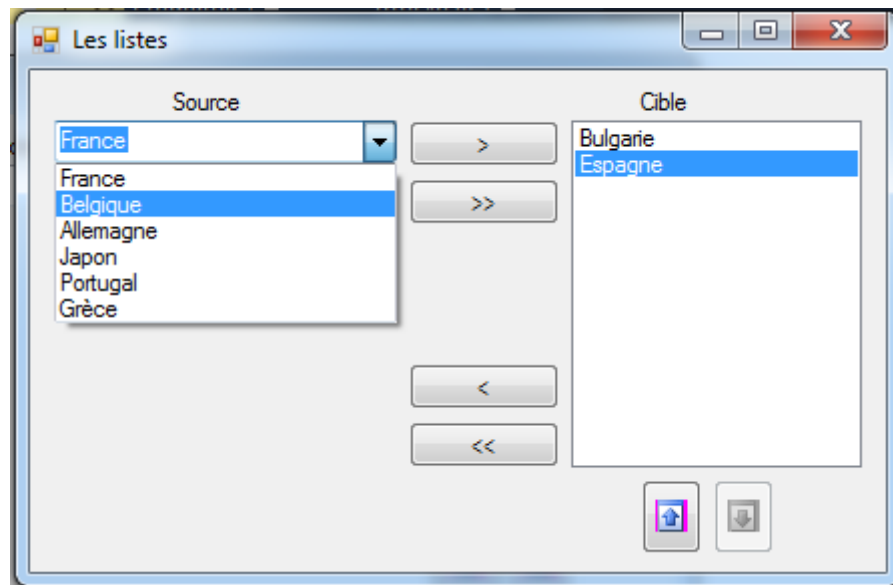 Les listes
Source
Cible
France
France
Belgique
Allemagne
Japon
Portugal
Grèce
>
>>
<
<<
Bulgarie
Espagne